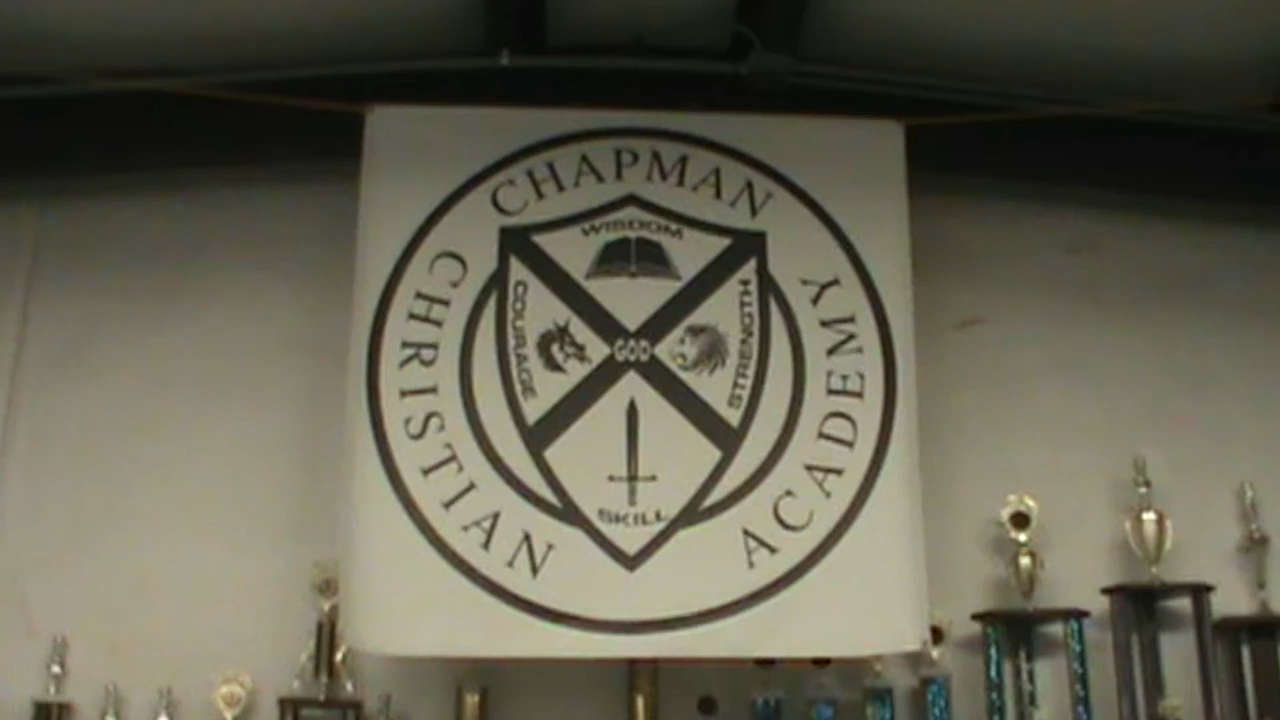 CHAPMAN
CHRISTIAN
ACADEMY
WISDOM
COURAGE
GOD
STRENGTH
SKILL